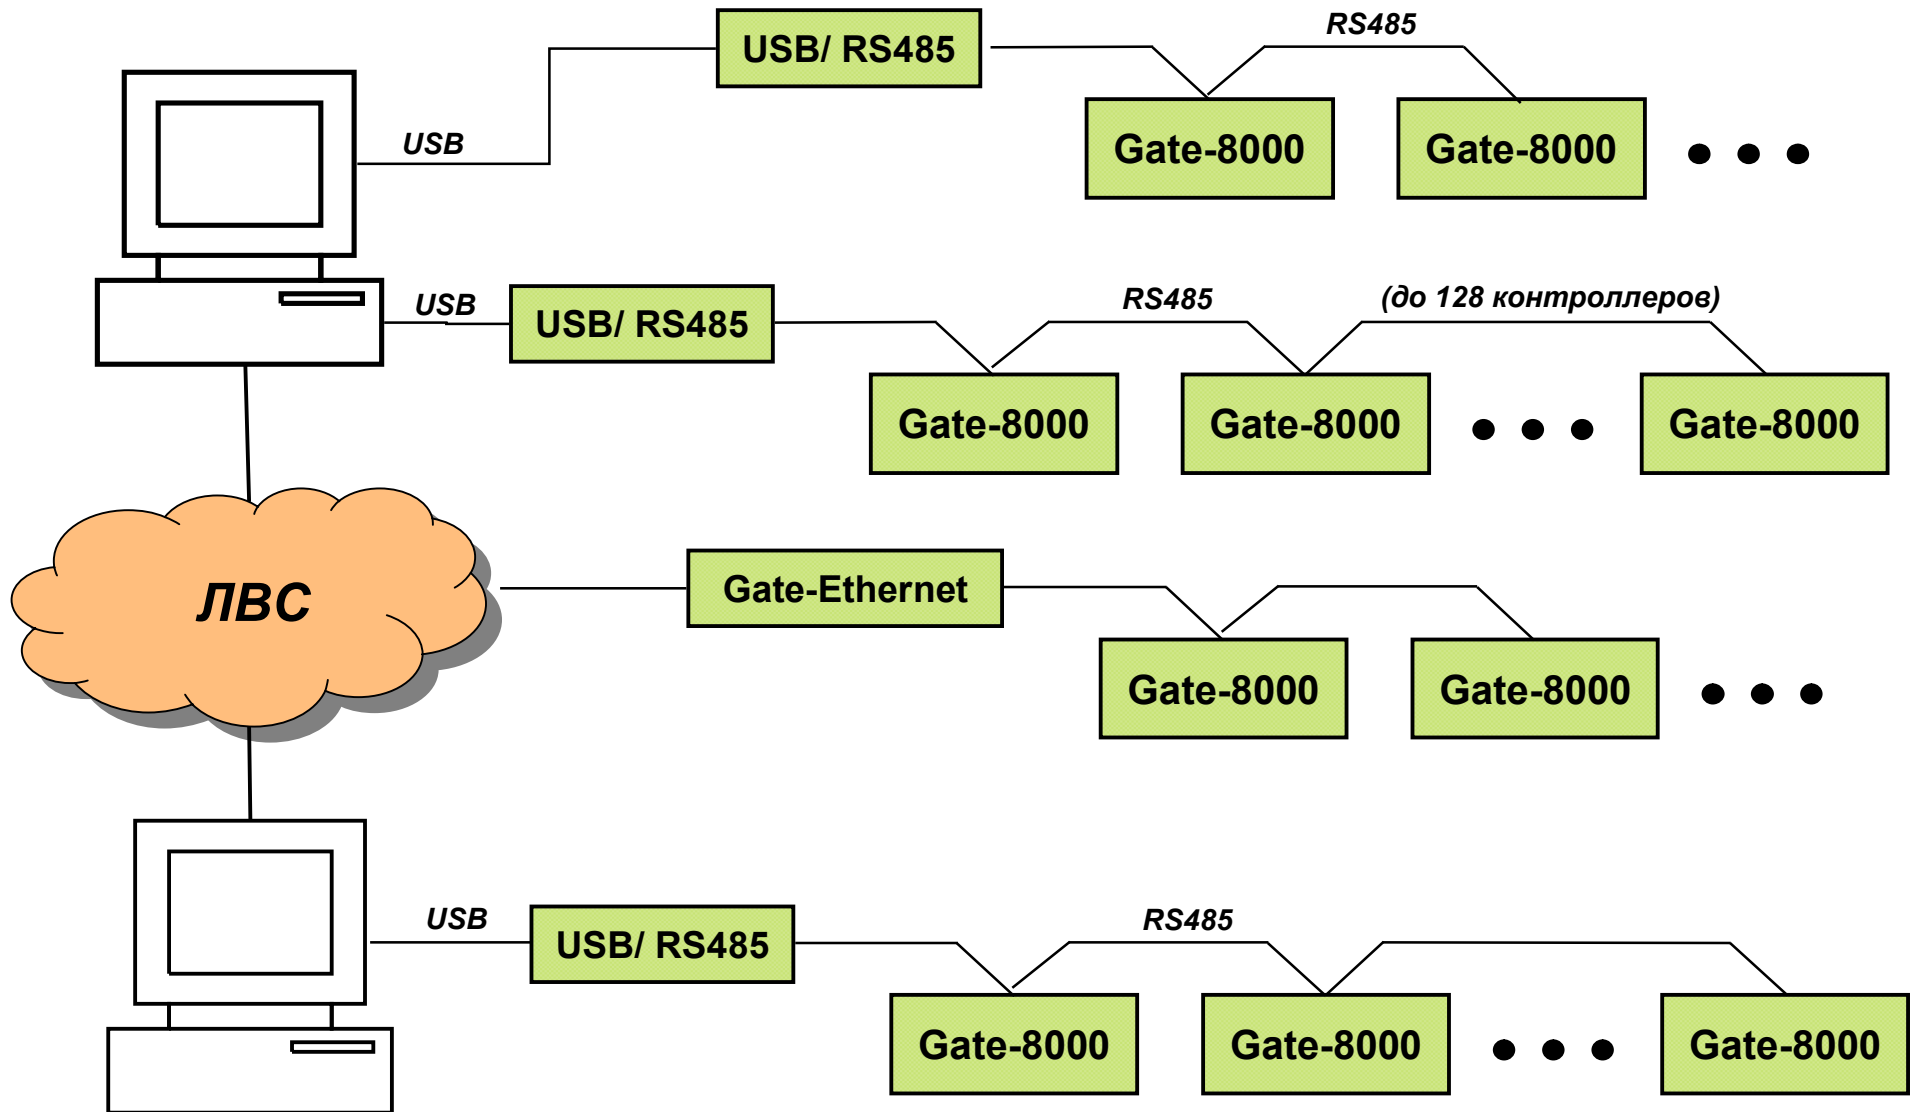 RS485
USB/ RS485
USB
Gate-8000
Gate-8000
USB
USB/ RS485
RS485
(до 128 контроллеров)
Gate-8000
Gate-8000
Gate-8000
ЛВС
Gate-Ethernet
Gate-8000
Gate-8000
USB
USB/ RS485
RS485
Gate-8000
Gate-8000
Gate-8000